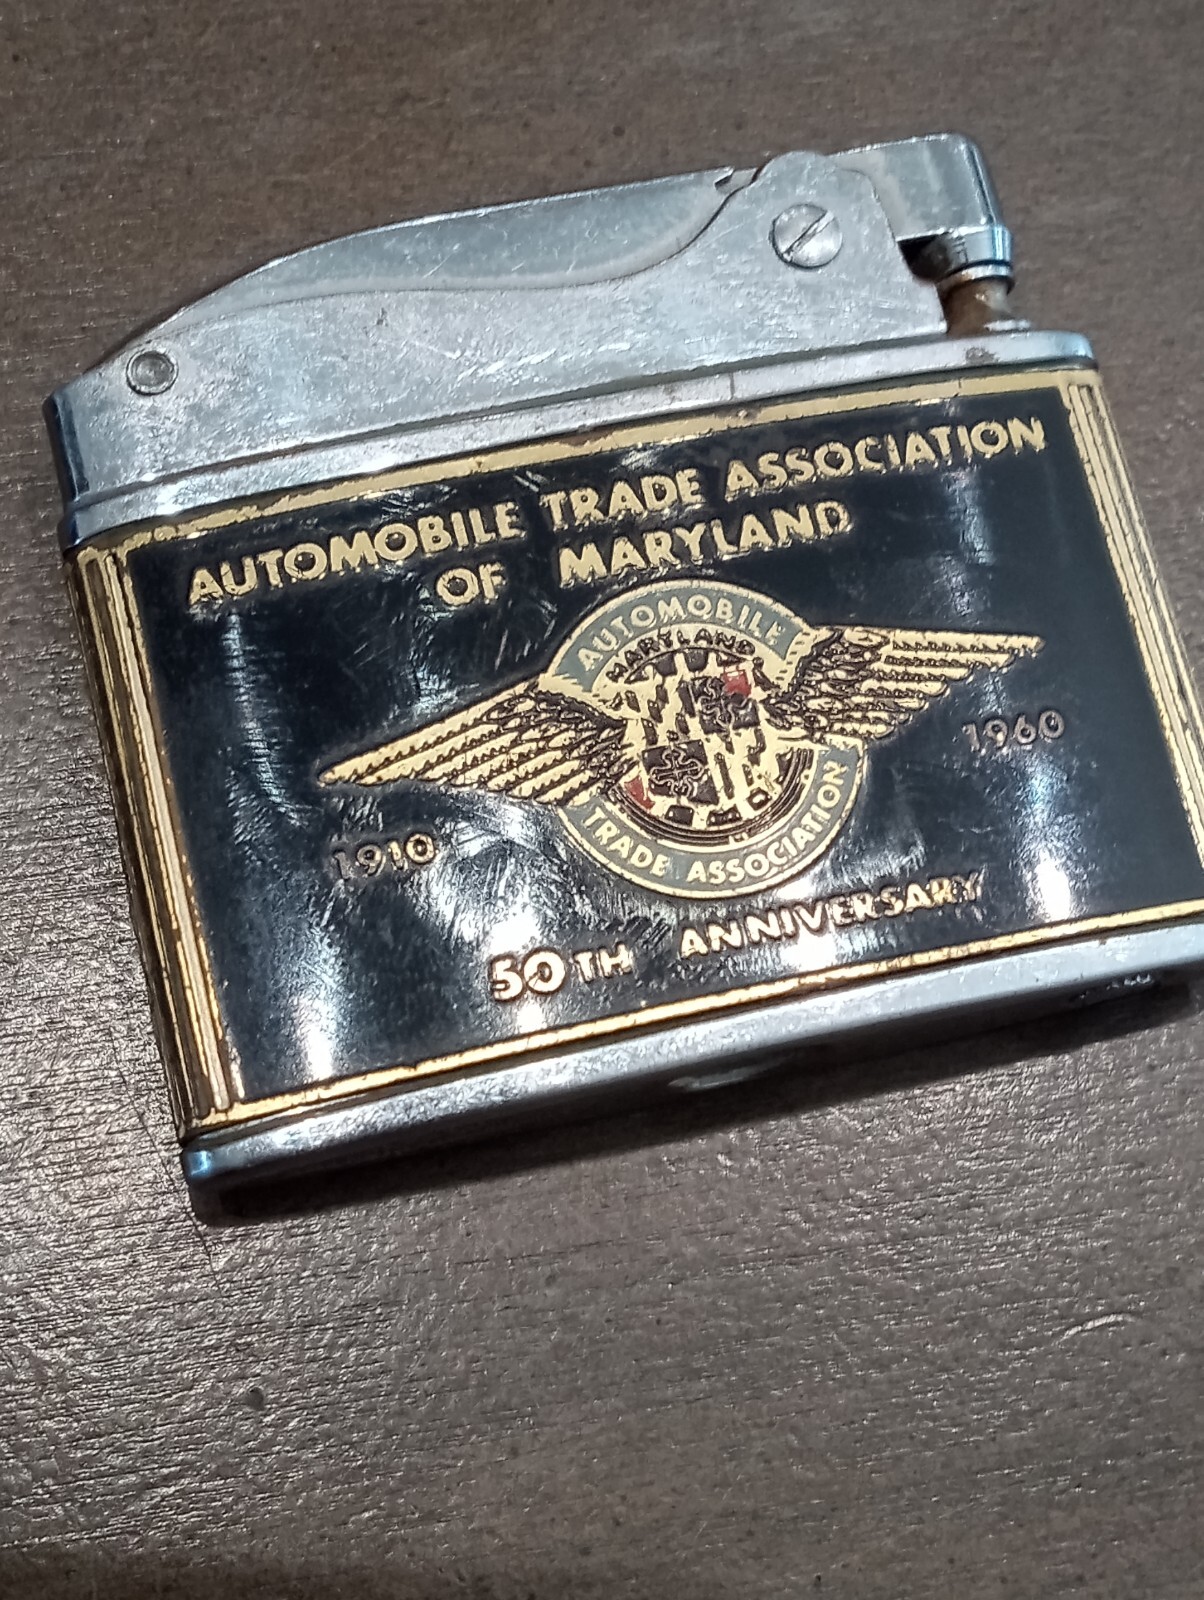 AUTOMOBILE TRADE ASSOCIATION
OF MARYLAND
AUTOMOBILE
MARYLAND
TRADE ASSOCIATION
1910
1960
50TH ANNIVERSARY